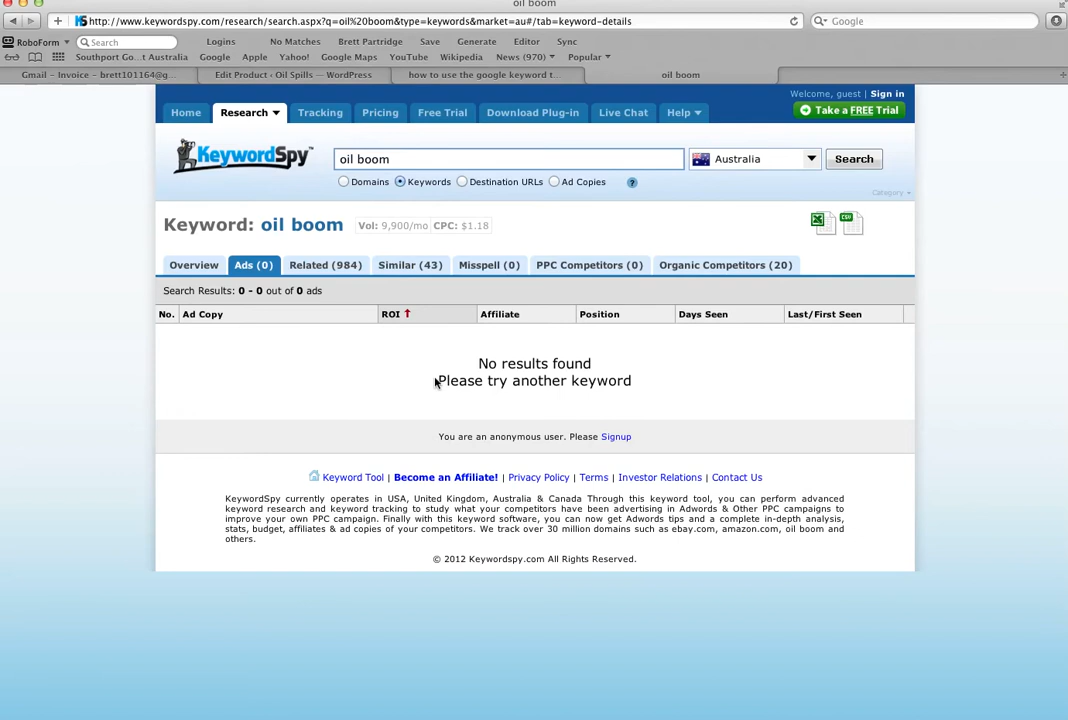 oil boom
http://www.keywordspy.com/research/search.aspx?q=oil%20boom&type=keywords&market=au#/tab=keyword-details
Google
RoboForm Search Logins No Matches Brett Partridge Save Generate Editor Sync
Southport Go...t Australia Google Apple Yahoo! Google Maps YouTube Wikipedia News (970) Popular
Gmail – Invoice – brett101164@g... Edit Product ‹ Oil Spills — WordPress how to use the google keyword t... oil boom
Welcome, guest | Sign in
Home Research Tracking Pricing Free Trial Download Plug-in Live Chat Help Take a FREE Trial
KeywordSpy oil boom Australia Search
Domains Keywords Destination URLs Ad Copies ?
Category
Keyword: oil boom Vol: 9,900/mo CPC: $1.18 CSV
Overview Ads (0) Related (984) Similar (43) Misspell (0) PPC Competitors (0) Organic Competitors (20)
Search Results: 0 - 0 out of 0 ads
No. Ad Copy ROI Affiliate Position Days Seen Last/First Seen
No results found
Please try another keyword
You are an anonymous user. Please Signup
Keyword Tool | Become an Affiliate! | Privacy Policy | Terms | Investor Relations | Contact Us
KeywordSpy currently operates in USA, United Kingdom, Australia & Canada Through this keyword tool, you can perform advanced
keyword research and keyword tracking to study what your competitors have been advertising in Adwords & Other PPC campaigns to
improve your own PPC campaign. Finally with this keyword software, you can now get Adwords tips and a complete in-depth analysis,
stats, budget, affiliates & ad copies of your competitors. We track over 30 million domains such as ebay.com, amazon.com, oil boom and
others.
© 2012 Keywordspy.com All Rights Reserved.